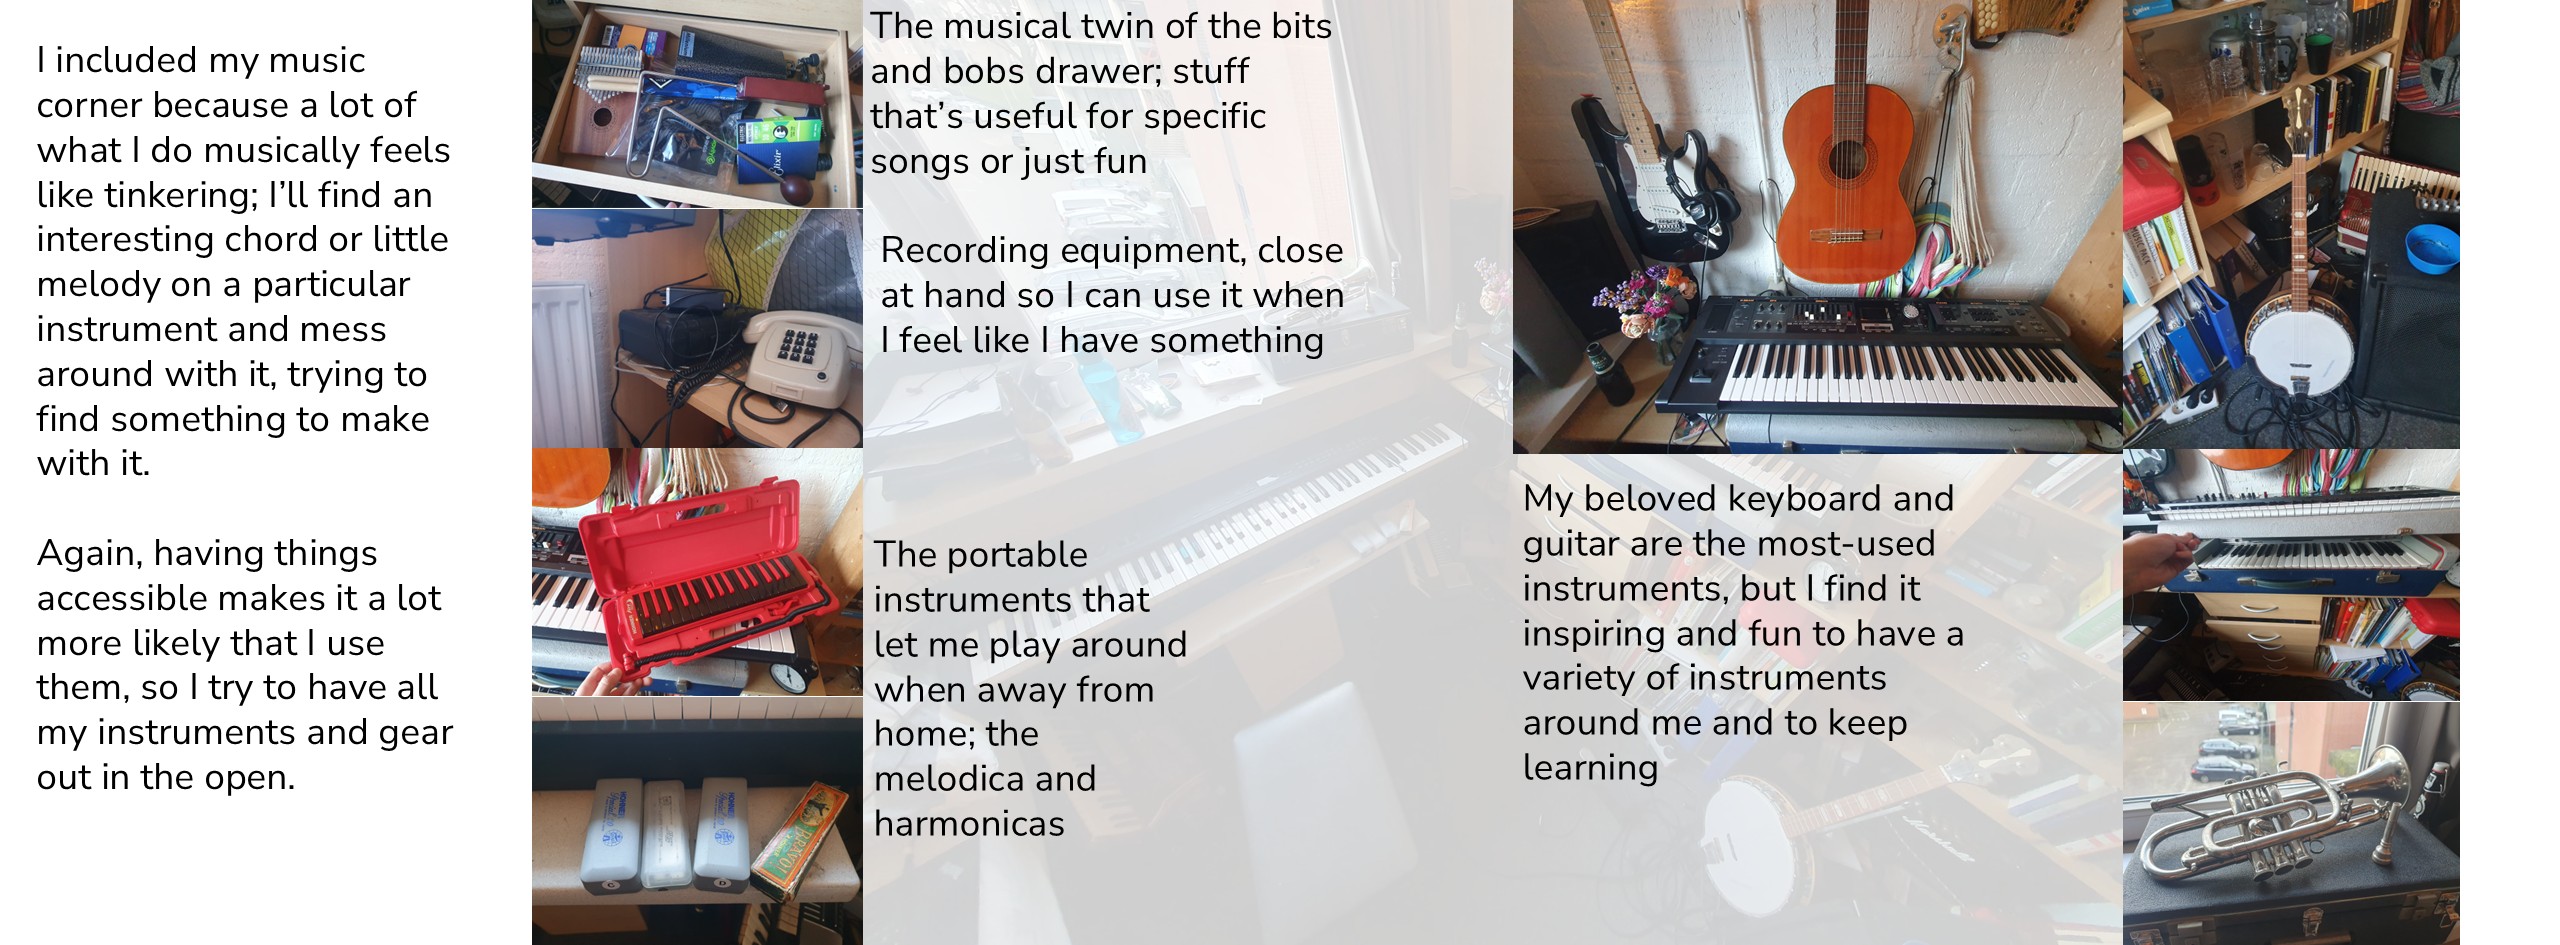 I included my music
corner because a lot of
what I do musically feels
like tinkering; I’ll find an
interesting chord or little
melody on a particular
instrument and mess
around with it, trying to
find something to make
with it.
Again, having things
accessible makes it a lot
more likely that I use
them, so I try to have all
my instruments and gear
out in the open.
The musical twin of the bits
and bobs drawer; stuff
that’s useful for specific
songs or just fun
Recording equipment, close
at hand so I can use it when
I feel like I have something
The portable
instruments that
let me play around
when away from
home; the
melodica and
harmonicas
My beloved keyboard and
guitar are the most-used
instruments, but I find it
inspiring and fun to have a
variety of instruments
around me and to keep
learning
elixir
HOHNER
HOHNER
C
D
BRAVO!
Marshall